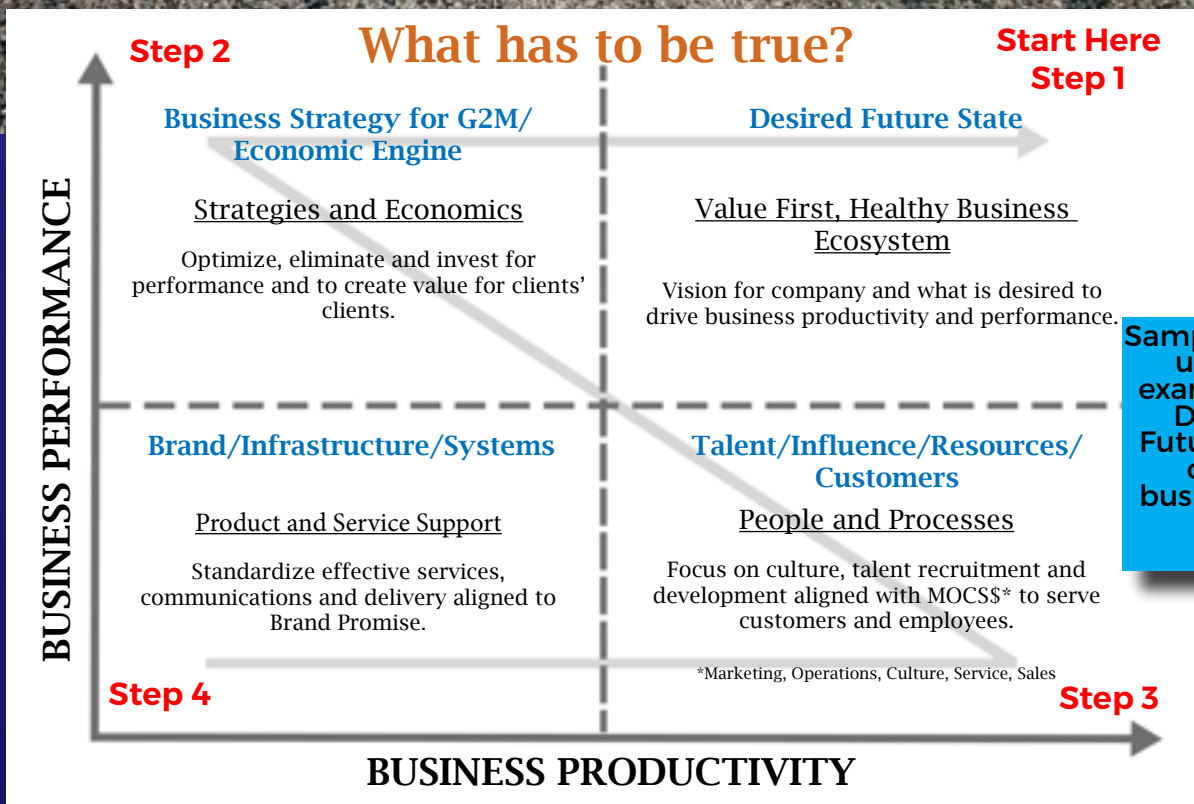 What has to be true?
Step 2
Start Here
Step 1
Business Strategy for G2M/
Economic Engine
Strategies and Economics
Optimize, eliminate and invest for
performance and to create value for clients'
clients.
Desired Future State
Value First, Healthy Business
Ecosystem
Vision for company and what is desired to
drive business productivity and performance.
BUSINESS PERFORMANCE
Brand/Infrastructure/Systems
Product and Service Support
Standardize effective services,
communications and delivery aligned to
Brand Promise.
Step 4
Talent/Influence/Resources/
Customers
People and Processes
Focus on culture, talent recruitment and
development aligned with MOCS$* to serve
customers and employees.
*Marketing, Operations, Culture, Service, Sales
Step 3
BUSINESS PRODUCTIVITY